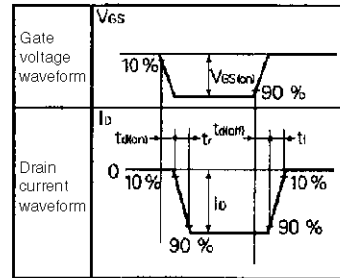 Gate
voltage
waveform
VGS
10 %
VGS(on)
90 %
Drain
current
waveform
ID
td(on)
tr
td(off)
tf
0
10 %
ID
10 %
90 %
90 %